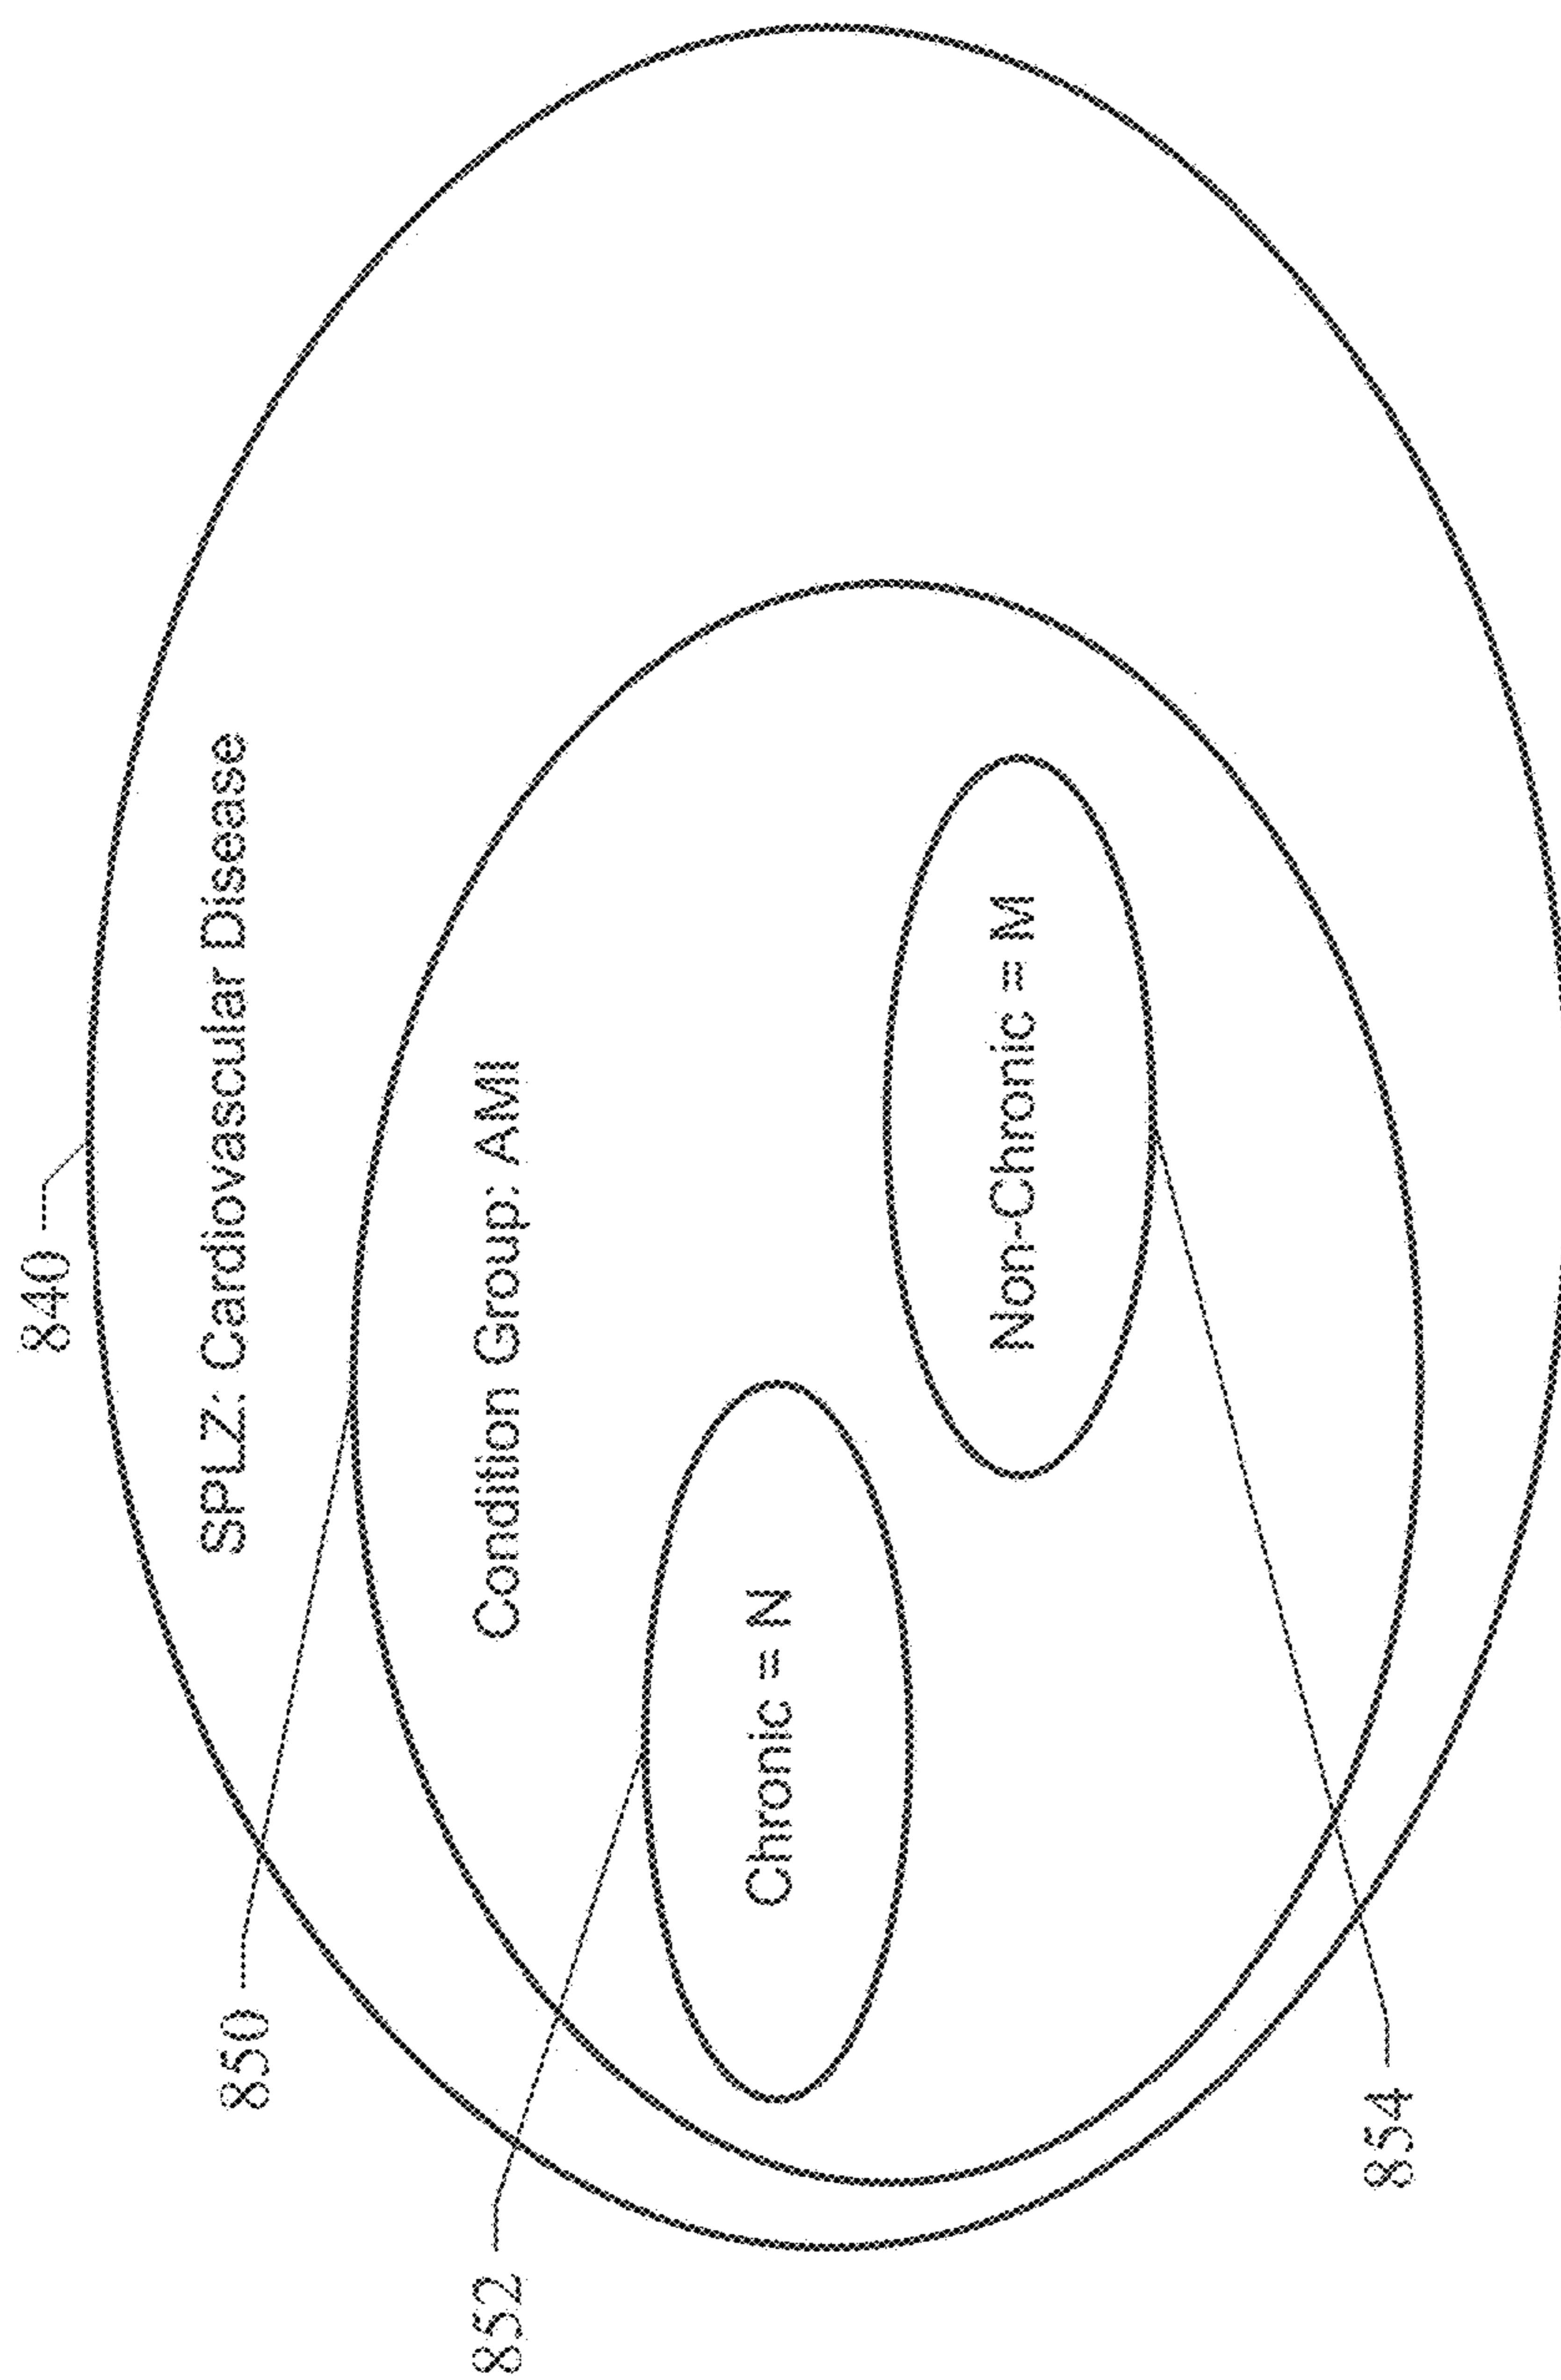 840
SPLZ: Cardiovascular Disease
850
Condition Group: AMI
852
Chronic = N
Non-Chronic = M
854